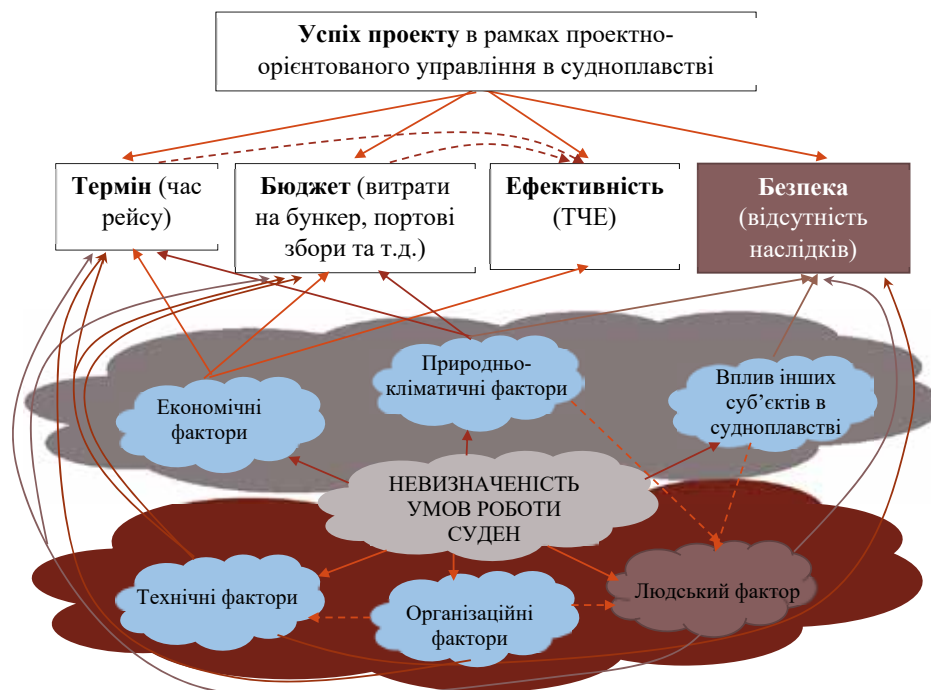 Успіх проекту в рамках проектно-
орієнтованого управління в судноплавстві
Термін (час
рейсу)
Бюджет (витрати
на бункер, портові
збори та т.д.)
Ефективність
(ТЧЕ)
Безпека
(відсутність
наслідків)
Економічні
фактори
Природньо-
кліматичні фактори
Вплив інших
суб’єктів в
судноплавстві
НЕВИЗНАЧЕНІСТЬ
УМОВ РОБОТИ
СУДЕН
Технічні фактори
Організаційні
фактори
Людський фактор